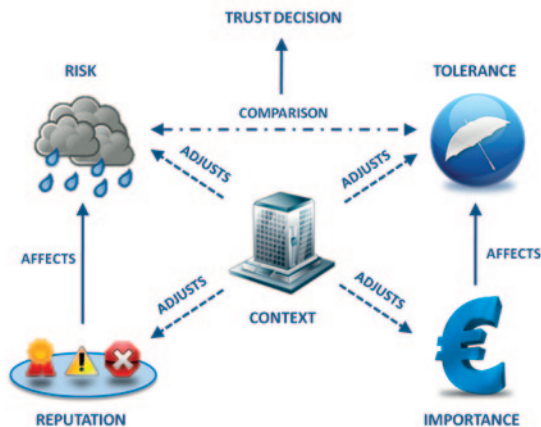 TRUST DECISION
RISK
TOLERANCE
COMPARISON
ADJUSTS
ADJUSTS
AFFECTS
AFFECTS
ADJUSTS
ADJUSTS
CONTEXT
REPUTATION
IMPORTANCE